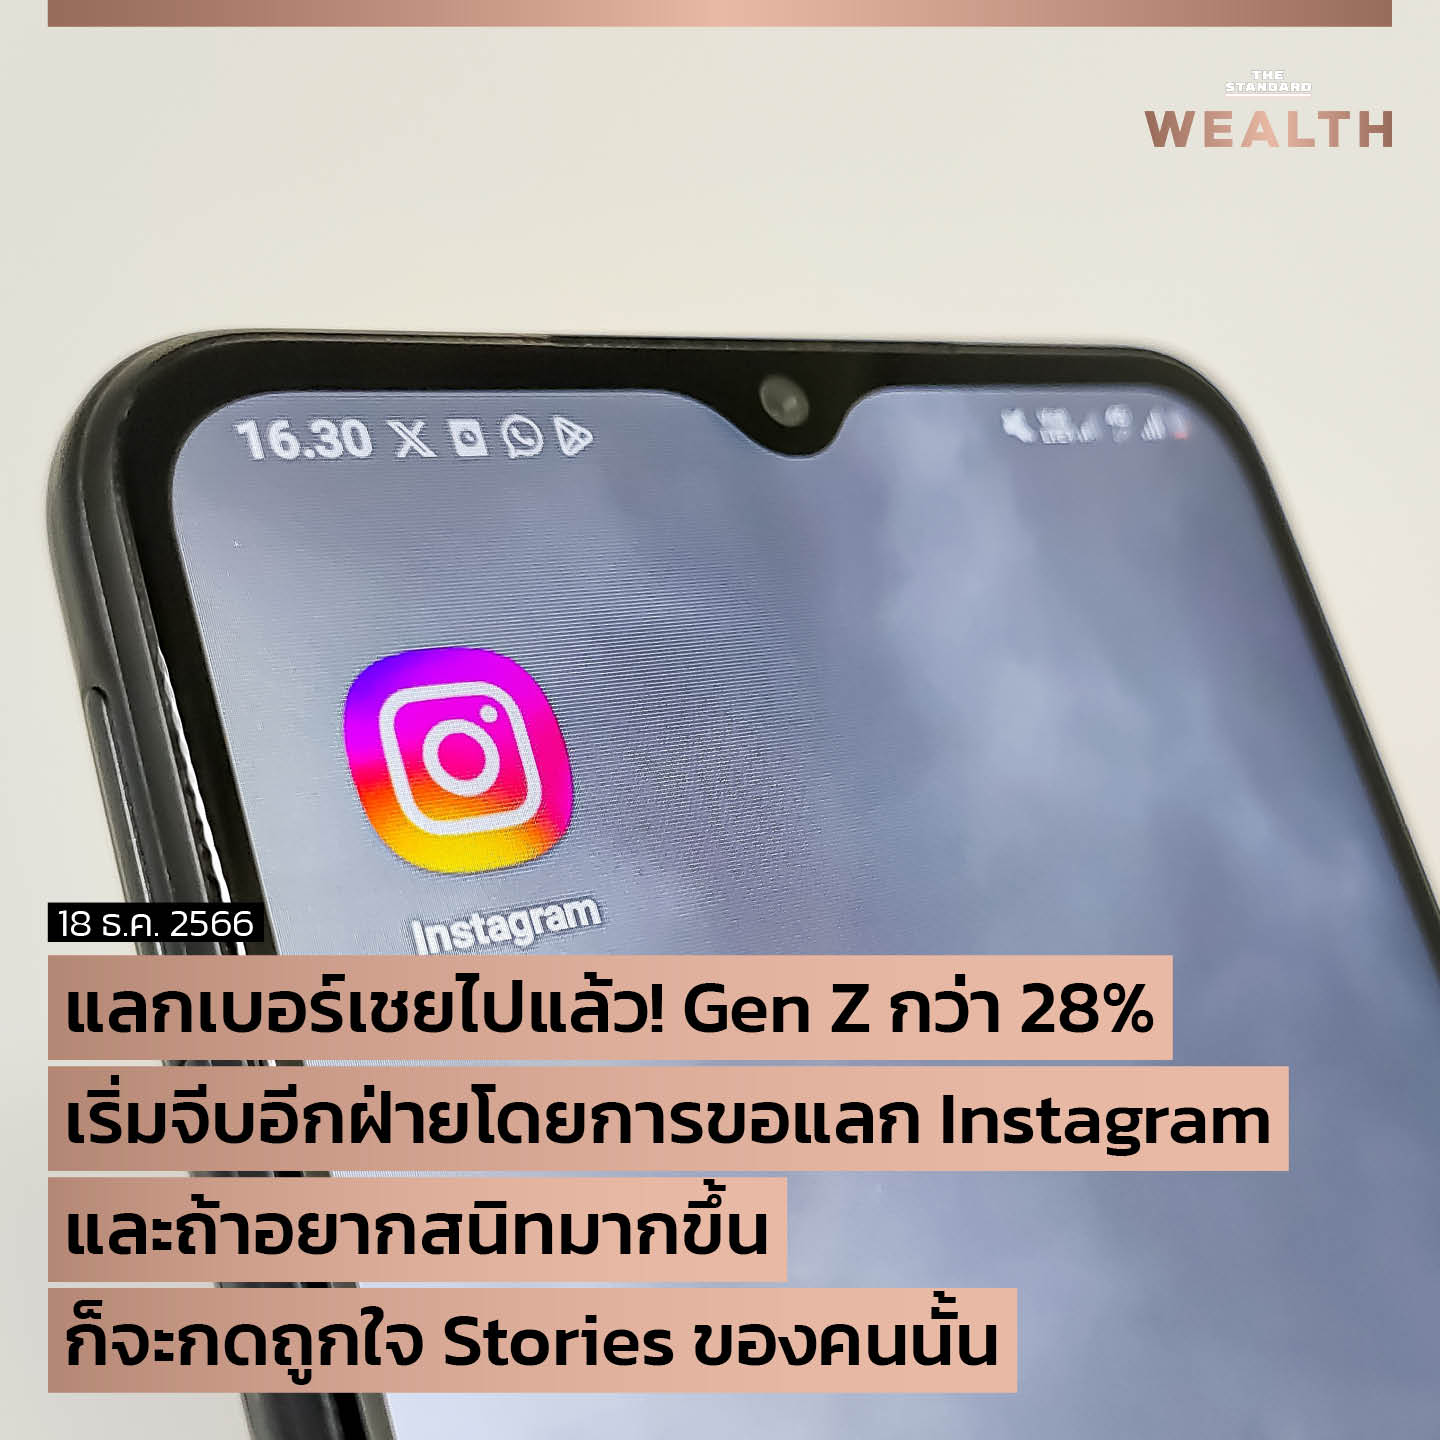 THE
STANDARD
WEALTH
16.30
Instagram
18 ธ.ค. 2566
แลกเบอร์เชยไปแล้ว! Gen Z กว่า 28%
เริ่มจีบอีกฝ่ายโดยการขอแลก Instagram
และถ้าอยากสนิทมากขึ้น
ก็จะกดถูกใจ Stories ของคนนั้น